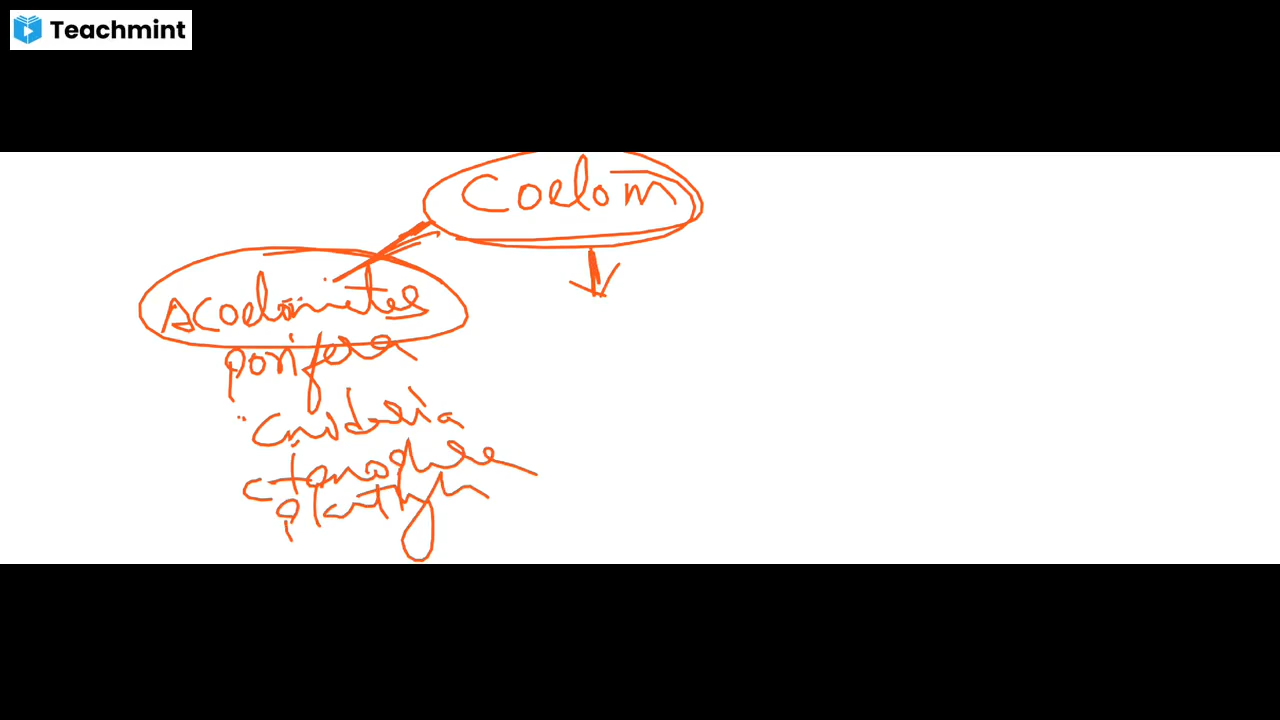 Teachmint
Coelom
acoelomates
porifera
Cnidaria
ctenophora
platyh